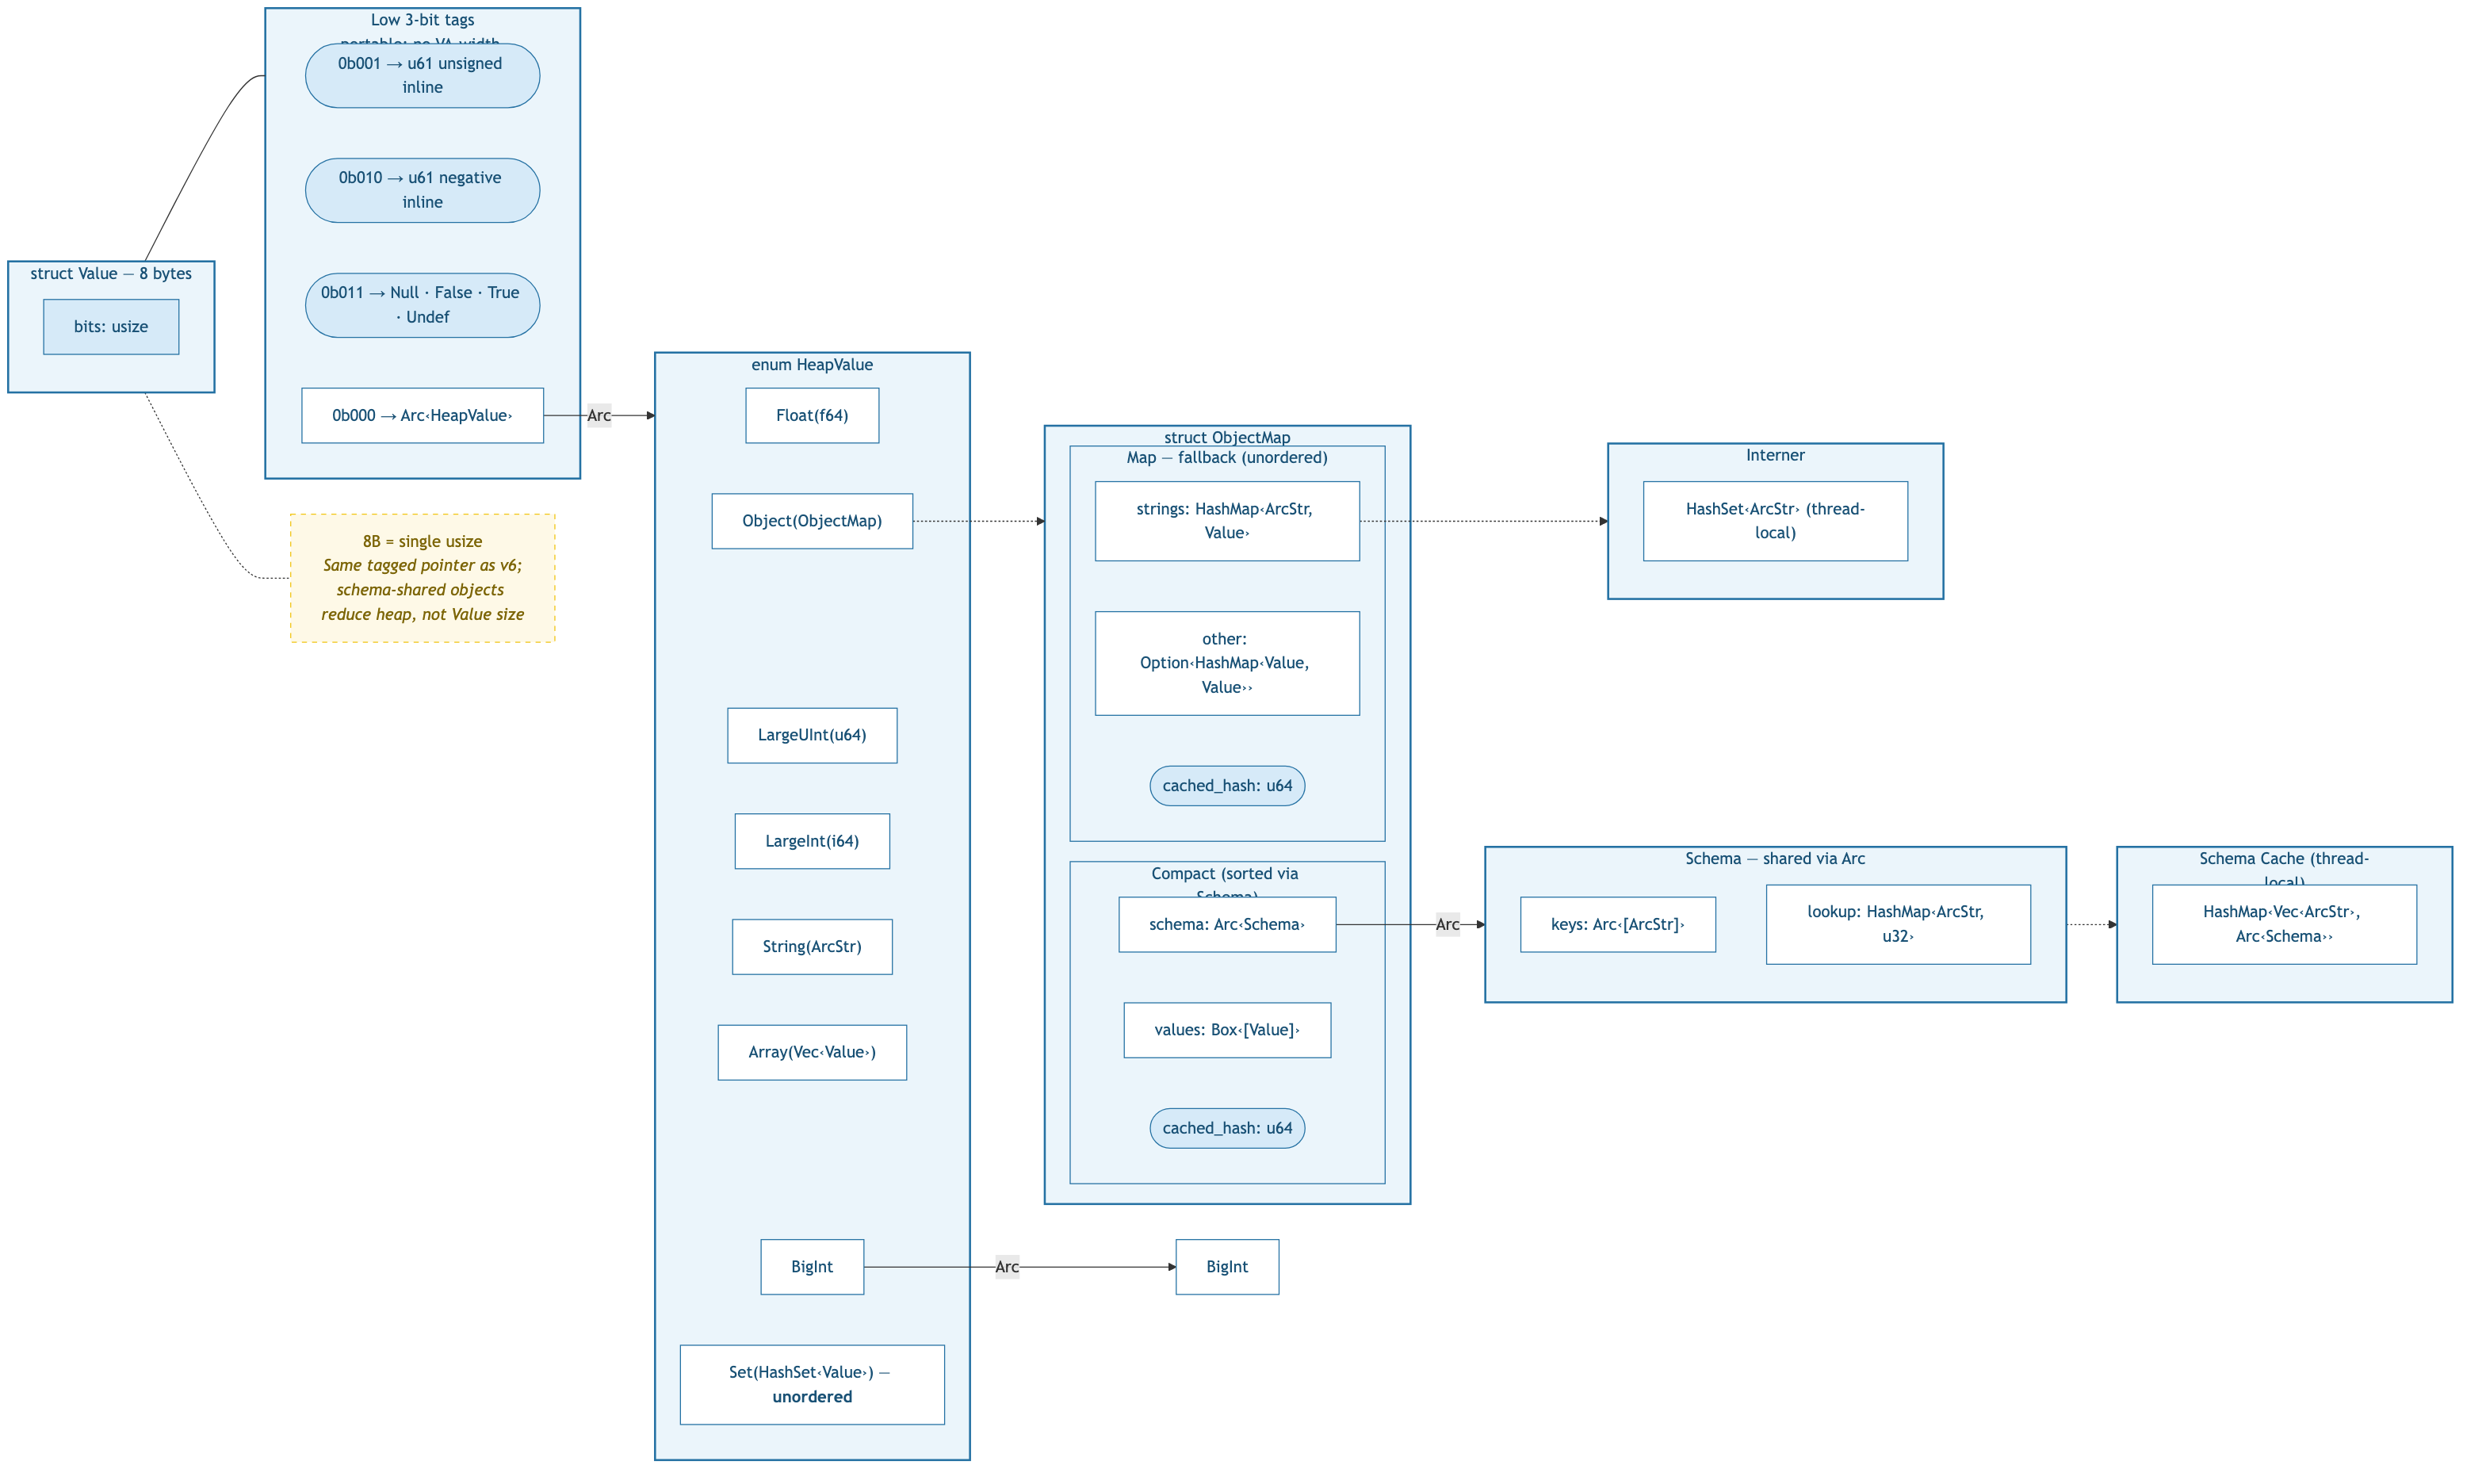 Low 3-bit tags
portable: no VA width
0b001 → u61 unsigned
inline
0b010 → u61 negative
inline
0b011 → Null · False · True
· Undef
0b000 → Arc‹HeapValue›
struct Value — 8 bytes
bits: usize
8B = single usize
Same tagged pointer as v6;
schema-shared objects
reduce heap, not Value size
Arc
enum HeapValue
Float(f64)
Object(ObjectMap)
LargeUInt(u64)
LargeInt(i64)
String(ArcStr)
Array(Vec‹Value›)
BigInt
Set(HashSet‹Value›) —
unordered
Arc
struct ObjectMap
Map — fallback (unordered)
strings: HashMap‹ArcStr,
Value›
other:
Option‹HashMap‹Value,
Value››
cached_hash: u64
Compact (sorted via
Schema)
schema: Arc‹Schema›
values: Box‹[Value]›
cached_hash: u64
BigInt
Interner
HashSet‹ArcStr› (thread-
local)
Arc
Schema — shared via Arc
keys: Arc‹[ArcStr]›
lookup: HashMap‹ArcStr,
u32›
Schema Cache (thread-
local)
HashMap‹Vec‹ArcStr›,
Arc‹Schema››